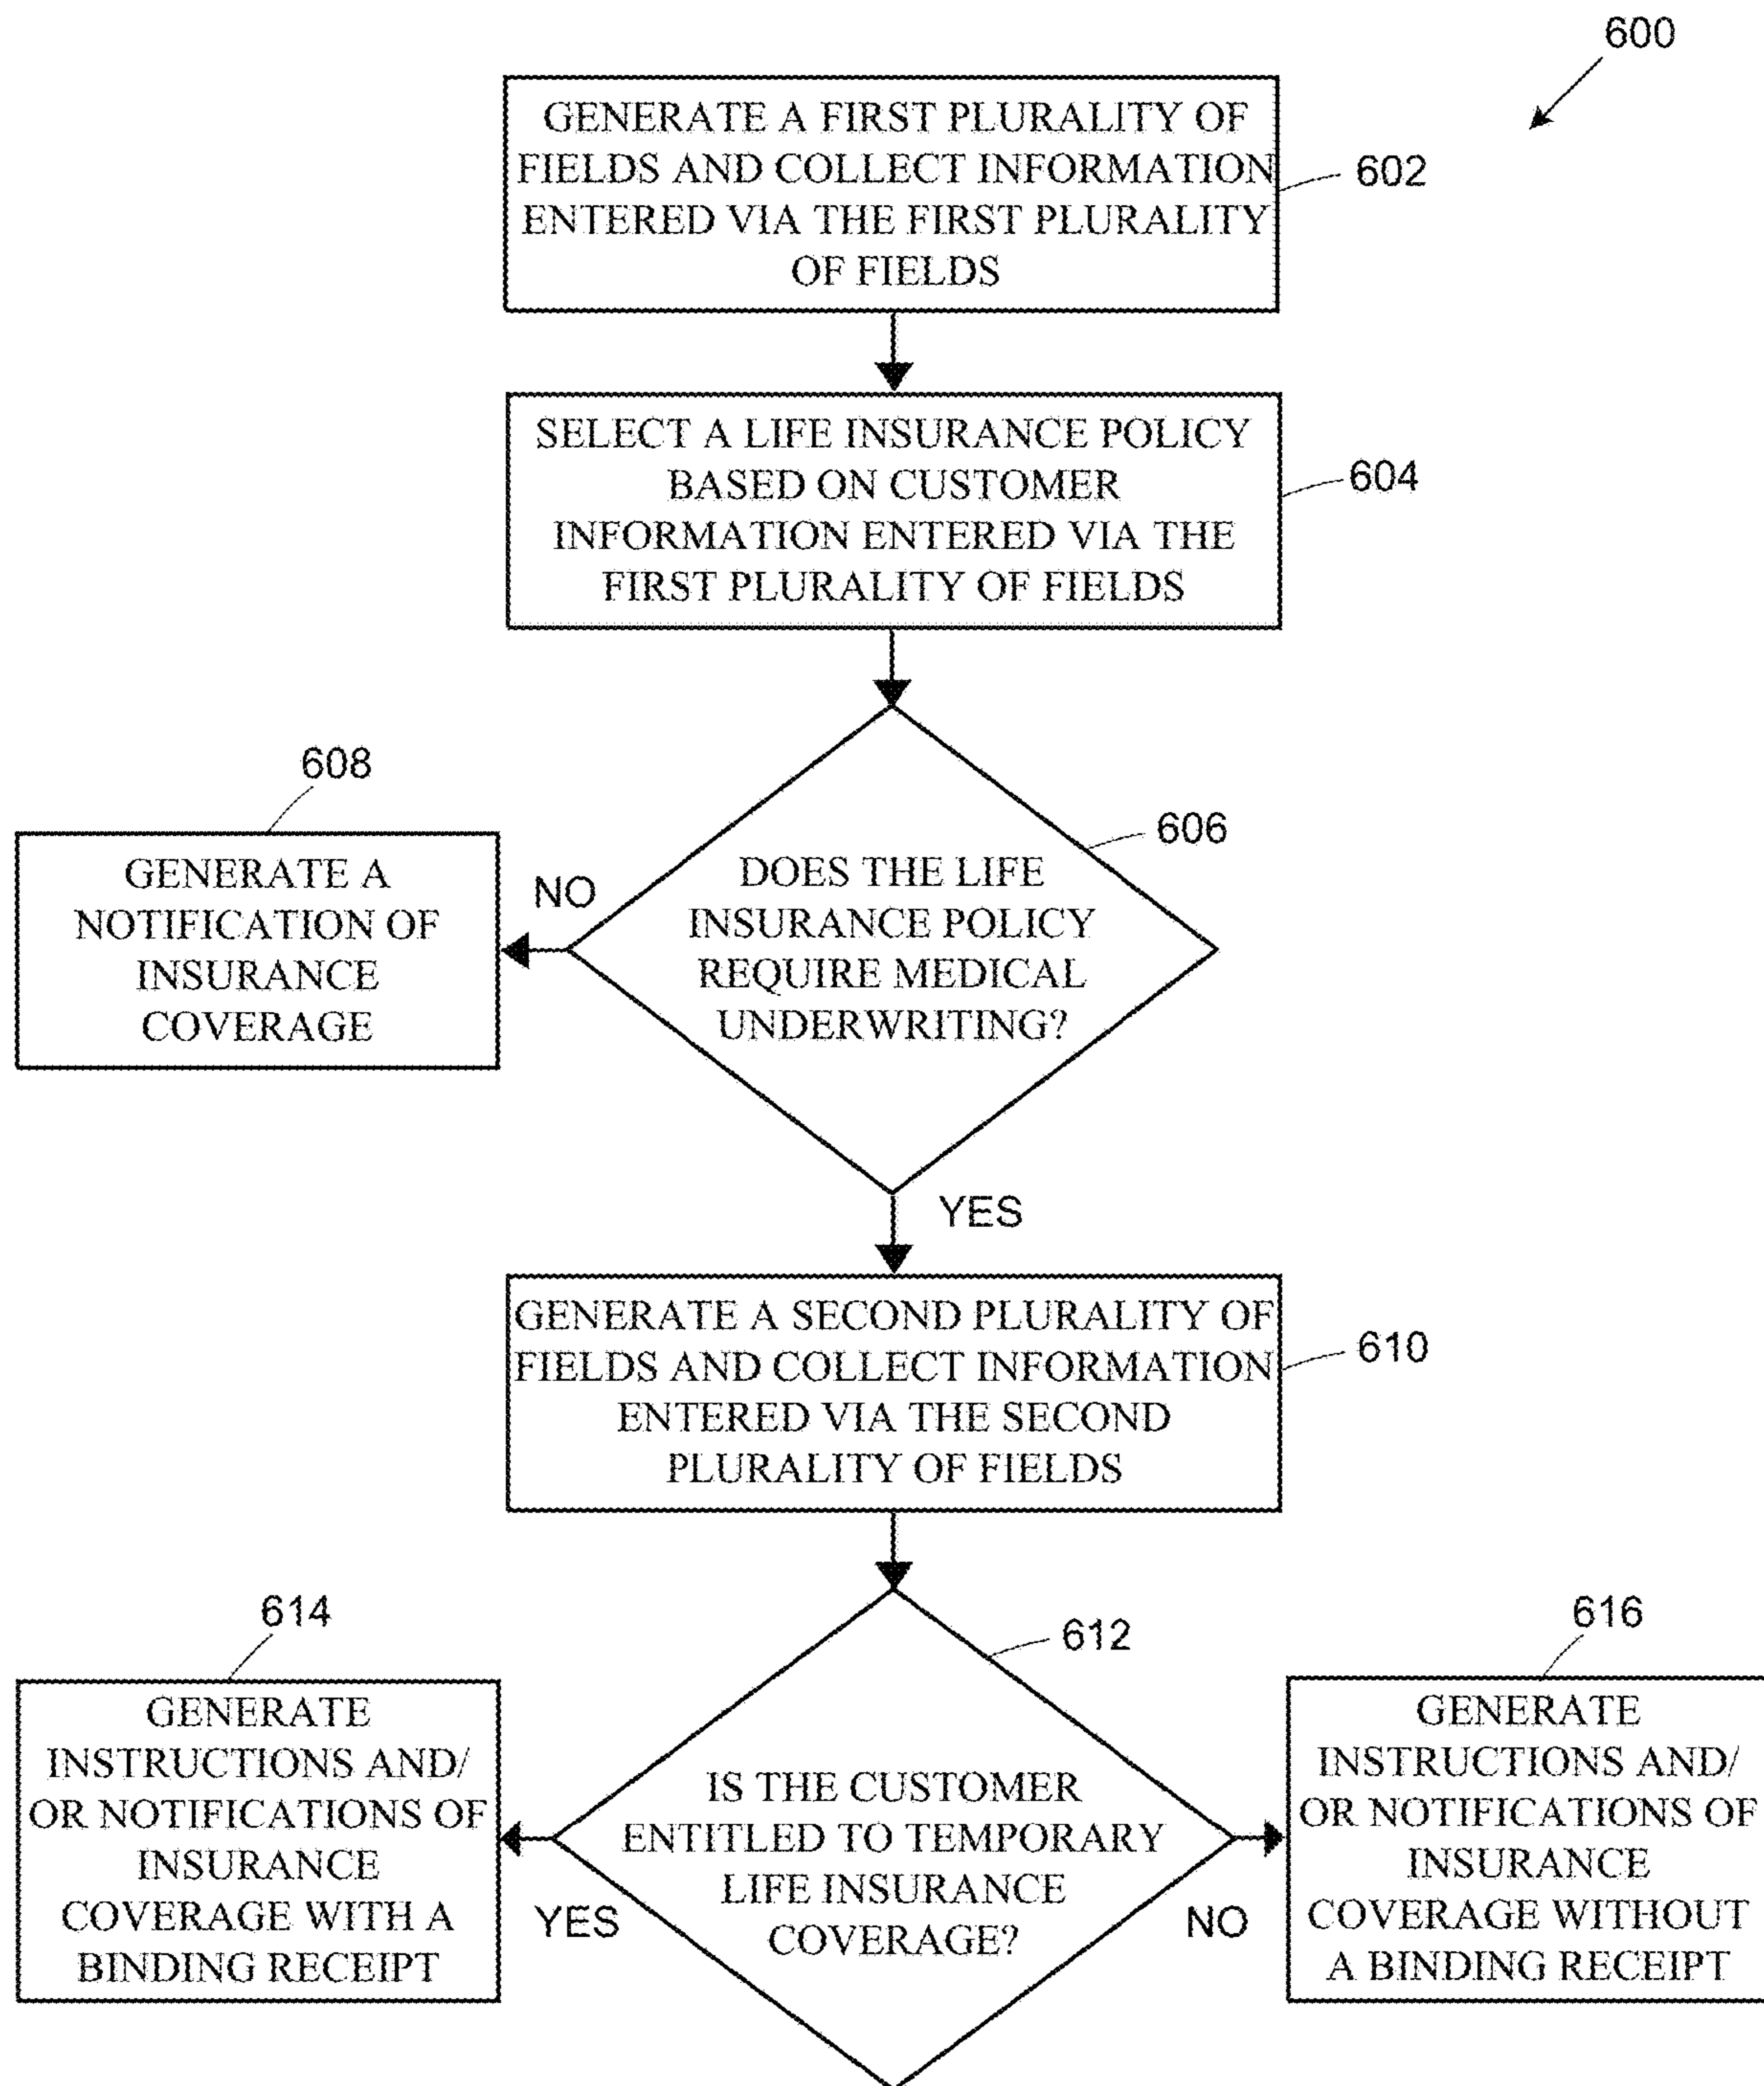 600
GENERATE A FIRST PLURALITY OF
FIELDS AND COLLECT INFORMATION
ENTERED VIA THE FIRST PLURALITY
OF FIELDS
602
SELECT A LIFE INSURANCE POLICY
BASED ON CUSTOMER
INFORMATION ENTERED VIA THE
FIRST PLURALITY OF FIELDS
604
606
DOES THE LIFE
INSURANCE POLICY
REQUIRE MEDICAL
UNDERWRITING?
NO
608
GENERATE A
NOTIFICATION OF
INSURANCE
COVERAGE
YES
GENERATE A SECOND PLURALITY OF
FIELDS AND COLLECT INFORMATION
ENTERED VIA THE SECOND
PLURALITY OF FIELDS
610
612
IS THE CUSTOMER
ENTITLED TO TEMPORARY
LIFE INSURANCE
COVERAGE?
YES
614
GENERATE
INSTRUCTIONS AND/
OR NOTIFICATIONS OF
INSURANCE
COVERAGE WITH A
BINDING RECEIPT
NO
616
GENERATE
INSTRUCTIONS AND/
OR NOTIFICATIONS OF
INSURANCE
COVERAGE WITHOUT
A BINDING RECEIPT